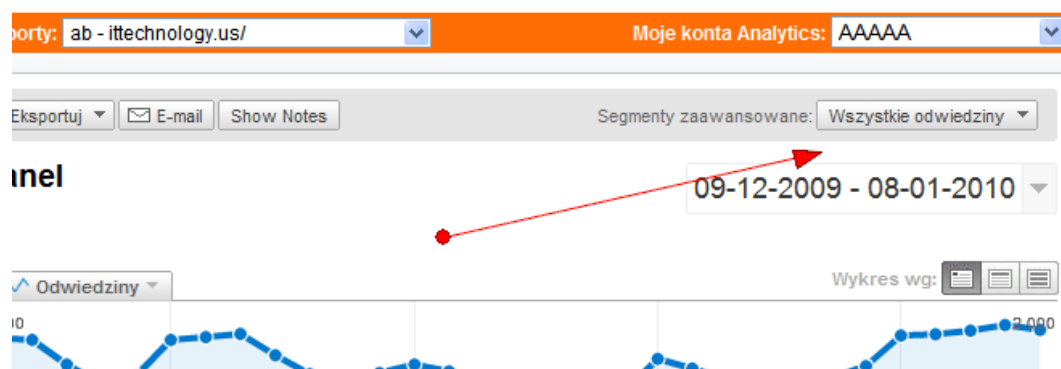 porty: ab - ittechnology.us/ Moje konta Analytics: AAAAA
Eksportuj E-mail Show Notes Segmenty zaawansowane: Wszystkie odwiedziny
anel
09-12-2009 - 08-01-2010
Odwiedziny Wykres wg:
00 2 000